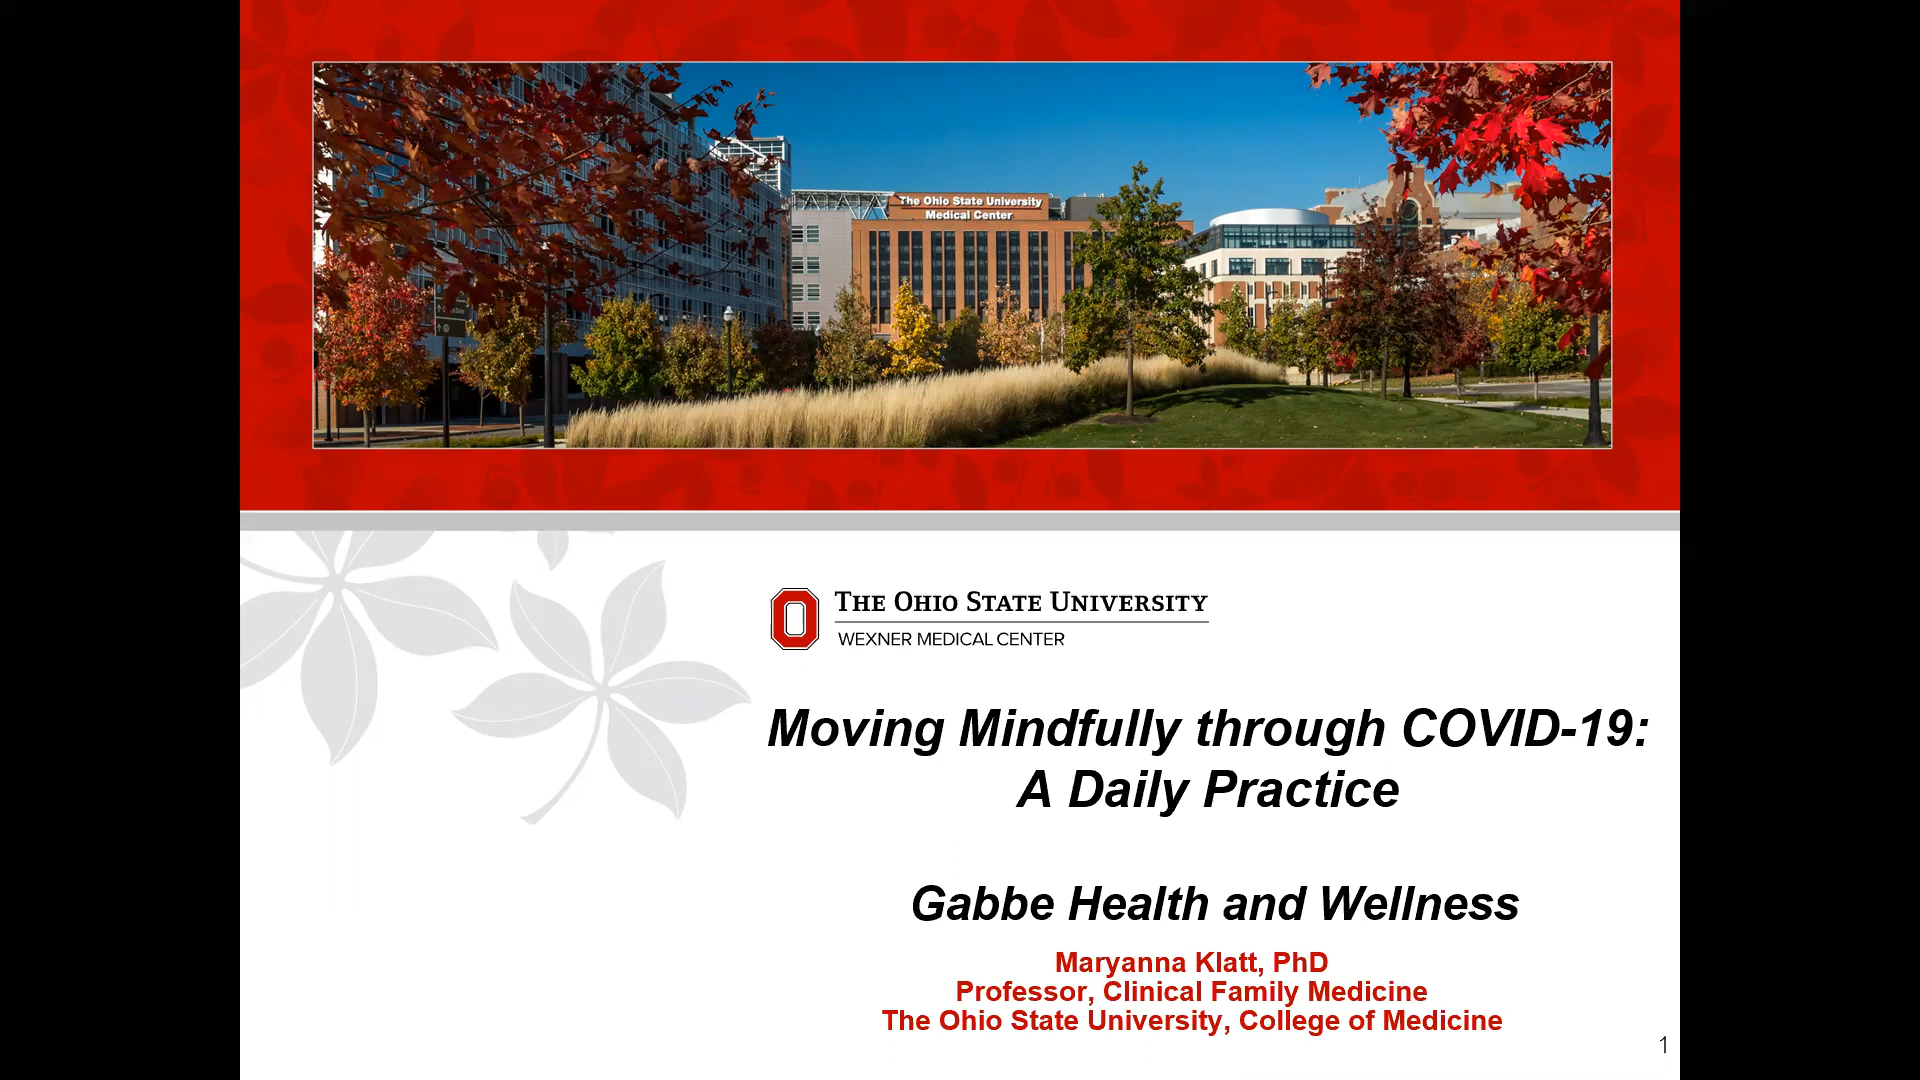 The Ohio State University
Medical Center
THE OHIO STATE UNIVERSITY
WEXNER MEDICAL CENTER
Moving Mindfully through COVID-19:
A Daily Practice
Gabbe Health and Wellness
Maryanna Klatt, PhD
Professor, Clinical Family Medicine
The Ohio State University, College of Medicine
1